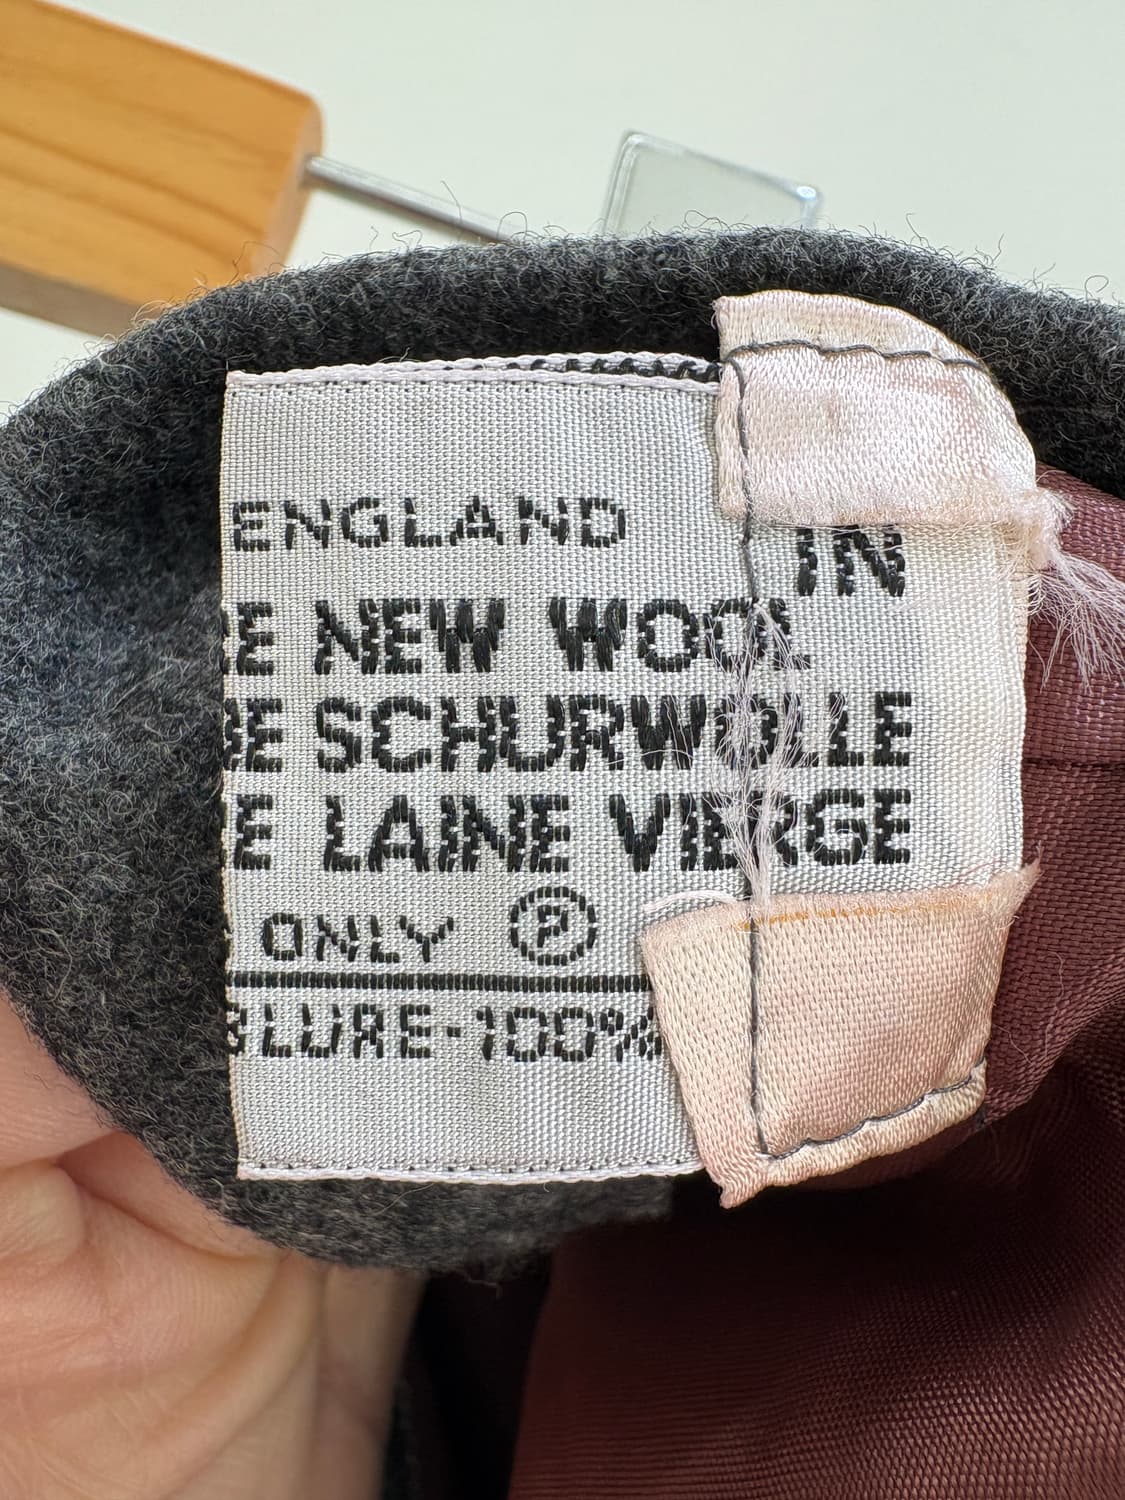 IN
ENGLAND
E NEW WOOL
E SCHURWOLLE
E LAINE VIERGE
ONLY Ⓟ
LURE-100%